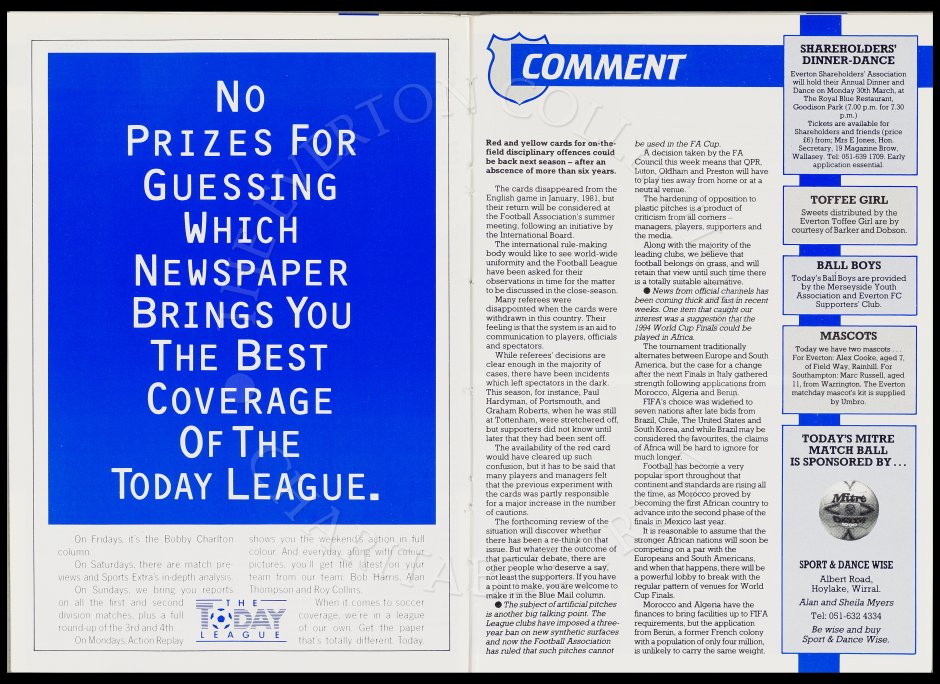 NO
PRIZES FOR
GUESSING
WHICH
NEWSPAPER
BRINGS YOU
THE BEST
COVERAGE
OF THE
TODAY LEAGUE.
On Fridays, it's the Bobby Charlton
column.
On Saturdays, there are match pre-
views and Sports Extra's in-depth analysis.
On Sundays, we bring you reports
on all the first and second
division matches, plus a full
round-up of the 3rd and 4th.
On Mondays, Action Replay
THE
TODAY
LEAGUE
shows you the weekend's action in full
colour. And everyday, along with colour
pictures, you'll get the latest on your
team from our team; Bob Harris, Alan
Thompson and Roy Collins.
When it comes to soccer
coverage, we're in a league
of our own. Get the paper
that's totally different. Today.
COMMENT
Red and yellow cards for on-the-
field disciplinary offences could
be back next season – after an
abscence of more than six years.
The cards disappeared from the
English game in January, 1981, but
their return will be considered at
the Football Association's summer
meeting, following an initiative by
the International Board.
The international rule-making
body would like to see world-wide
uniformity and the Football League
have been asked for their
observations in time for the matter
to be discussed in the close-season.
Many referees were
disappointed when the cards were
withdrawn in this country. Their
feeling is that the system is an aid to
communication to players, officials
and spectators.
While referees' decisions are
clear enough in the majority of
cases, there have been incidents
which left spectators in the dark.
This season, for instance, Paul
Hardyman, of Portsmouth, and
Graham Roberts, when he was still
at Tottenham, were stretchered off,
but supporters did not know until
later that they had been sent off.
The availability of the red card
would have cleared up such
confusion, but it has to be said that
many players and managers felt
that the previous experiment with
the cards was partly responsible
for a major increase in the number
of cautions.
The forthcoming review of the
situation will discover whether
there has been a re-think on that
issue. But whatever the outcome of
that particular debate, there are
other people who deserve a say,
not least the supporters. If you have
a point to make, you are welcome to
make it in the Blue Mail column.
● The subject of artificial pitches
is another big talking point. The
League clubs have imposed a three-
year ban on new synthetic surfaces
and now the Football Association
has ruled that such pitches cannot
be used in the FA Cup.
A decision taken by the FA
Council this week means that QPR,
Luton, Oldham and Preston will have
to play ties away from home or at a
neutral venue.
The hardening of opposition to
plastic pitches is a product of
criticism from all corners –
managers, players, supporters and
the media.
Along with the majority of the
leading clubs, we believe that
football belongs on grass, and will
retain that view until such time there
is a totally suitable alternative.
● News from official channels has
been coming thick and fast in recent
weeks. One item that caught our
interest was a suggestion that the
1994 World Cup Finals could be
played in Africa.
The tournament traditionally
alternates between Europe and South
America, but the case for a change
after the next Finals in Italy gathered
strength following applications from
Morocco, Algeria and Benin.
FIFA's choice was widened to
seven nations after late bids from
Brazil, Chile, The United States and
South Korea, and while Brazil may be
considered the favourites, the claims
of Africa will be hard to ignore for
much longer.
Football has become a very
popular sport throughout that
continent and standards are rising all
the time, as Morocco proved by
becoming the first African country to
advance into the second phase of the
finals in Mexico last year.
It is reasonable to assume that the
stronger African nations will soon be
competing on a par with the
Europeans and South Americans,
and when that happens, there will be
a powerful lobby to break with the
regular pattern of venues for World
Cup Finals.
Morocco and Algeria have the
finances to bring facilities up to FIFA
requirements, but the application
from Benin, a former French colony
with a population of only four million,
is unlikely to carry the same weight.
SHAREHOLDERS'
DINNER-DANCE
Everton Shareholders' Association
will hold their Annual Dinner and
Dance on Monday 30th March, at
The Royal Blue Restaurant,
Goodison Park (7.00 p.m. for 7.30
p.m.)
Tickets are available for
Shareholders and friends (price
£6) from; Mrs E Jones, Hon.
Secretary, 19 Magazine Brow,
Wallasey. Tel: 051-639 1709. Early
application essential.
TOFFEE GIRL
Sweets distributed by the
Everton Toffee Girl are by
courtesy of Barker and Dobson.
BALL BOYS
Today's Ball Boys are provided
by the Merseyside Youth
Association and Everton FC
Supporters' Club.
MASCOTS
Today we have two mascots . . .
For Everton: Alex Cooke, aged 7,
of Field Way, Rainhill. For
Southampton: Marc Russell, aged
11, from Warrington. The Everton
matchday mascot's kit is supplied
by Umbro.
TODAY'S MITRE
MATCH BALL
IS SPONSORED BY . . .
Mitre
SPORT & DANCE WISE
Albert Road,
Hoylake, Wirral.
Alan and Sheila Myers
Tel: 051-632 4334
Be wise and buy
Sport & Dance Wise.